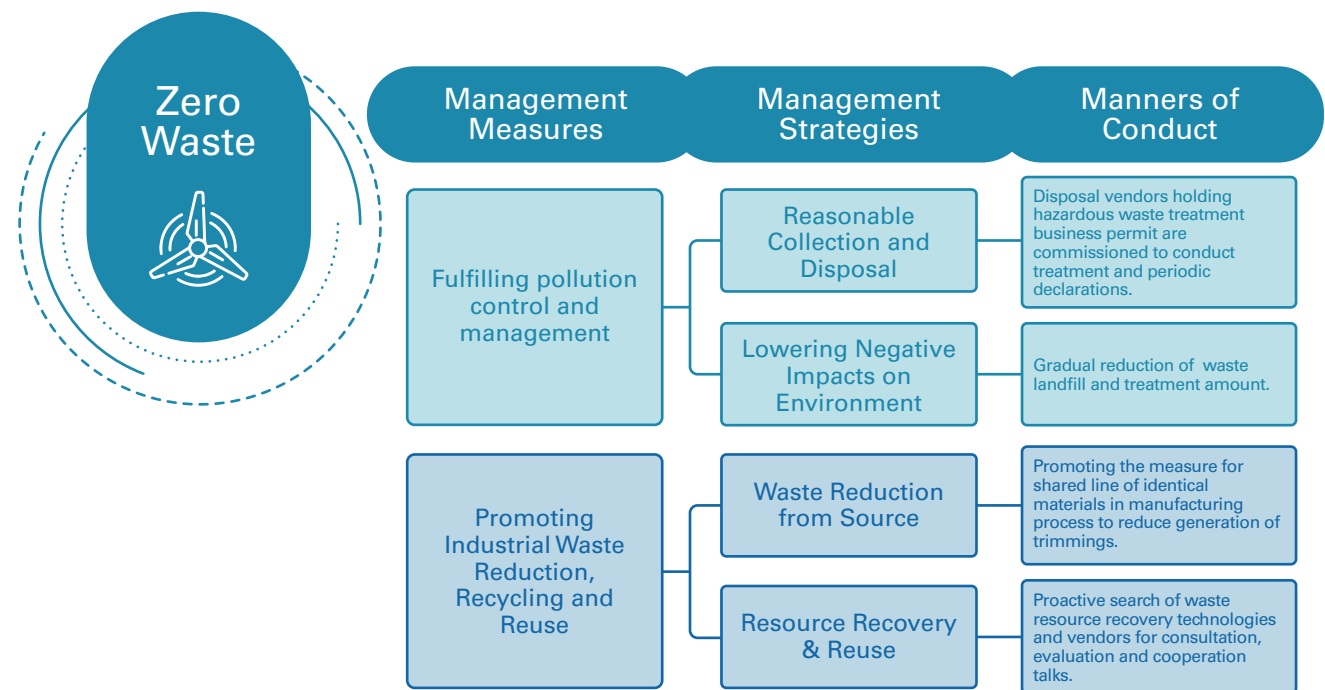 Zero
Waste
Management
Measures
Management
Strategies
Manners of
Conduct
Fulfilling pollution
control and
management
Reasonable
Collection and
Disposal
Disposal vendors holding
hazardous waste treatment
business permit are
commissioned to conduct
treatment and periodic
declarations.
Lowering Negative
Impacts on
Environment
Gradual reduction of waste
landfill and treatment amount.
Promoting
Industrial Waste
Reduction,
Recycling and
Reuse
Waste Reduction
from Source
Promoting the measure for
shared line of identical
materials in manufacturing
process to reduce generation of
trimmings.
Resource Recovery
& Reuse
Proactive search of waste
resource recovery technologies
and vendors for consultation,
evaluation and cooperation
talks.